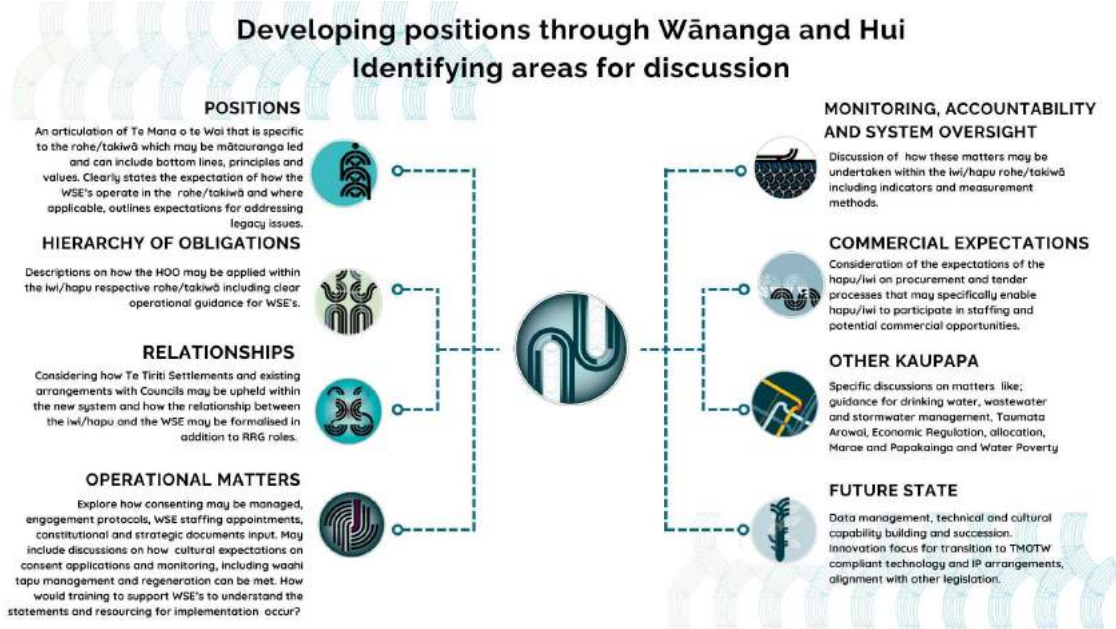 Developing positions through Wānanga and Hui
Identifying areas for discussion
POSITIONS
An articulation of Te Mana o te Wai that is specific
to the rohe/takiwā which may be mātauranga led
and can include bottom lines, principles and
values. Clearly states the expectation of how the
WSE's operate in the rohe/takiwā and where
applicable, outlines expectations for addressing
legacy issues.
HIERARCHY OF OBLIGATIONS
Descriptions on how the HOO may be applied within
the iwi/hapu respective rohe/takiwā including clear
operational guidance for WSE's.
RELATIONSHIPS
Considering how Te Tiriti Settlements and existing
arrangements with Councils may be upheld within
the new system and how the relationship between
the iwi/hapu and the WSE may be formalised in
addition to RRG roles.
OPERATIONAL MATTERS
Explore how consenting may be managed,
engagement protocols, WSE staffing appointments,
constitutional and strategic documents input. May
include discussions on how cultural expectations on
consent applications and monitoring, including waahi
tapu management and regeneration can be met. How
would training to support WSE's to understand the
statements and resourcing for implementation occur?
MONITORING, ACCOUNTABILITY
AND SYSTEM OVERSIGHT
Discussion of how these matters may be
undertaken within the iwi/hapu rohe/takiwā
including indicators and measurement
methods.
COMMERCIAL EXPECTATIONS
Consideration of the expectations of the
hapu/iwi on procurement and tender
processes that may specifically enable
hapu/iwi to participate in staffing and
potential commercial opportunities.
OTHER KAUPAPA
Specific discussions on matters like;
guidance for drinking water, wastewater
and stormwater management, Taumata
Arowai, Economic Regulation, allocation,
Marae and Papakainga and Water Poverty
FUTURE STATE
Data management, technical and cultural
capability building and succession.
Innovation focus for transition to TMOTW
compliant technology and IP arrangements,
alignment with other legislation.